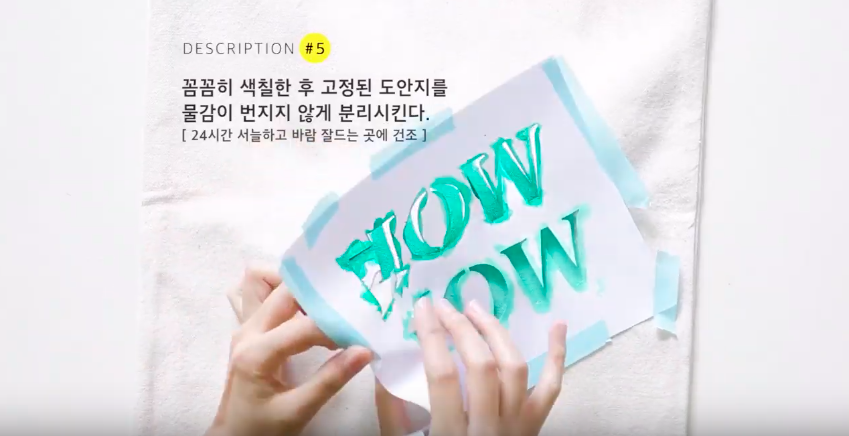 DESCRIPTION #5
꼼꼼히 색칠한 후 고정된 도안지를
물감이 번지지 않게 분리시킨다.
[ 24시간 서늘하고 바람 잘드는 곳에 건조 ]
HOW
OW